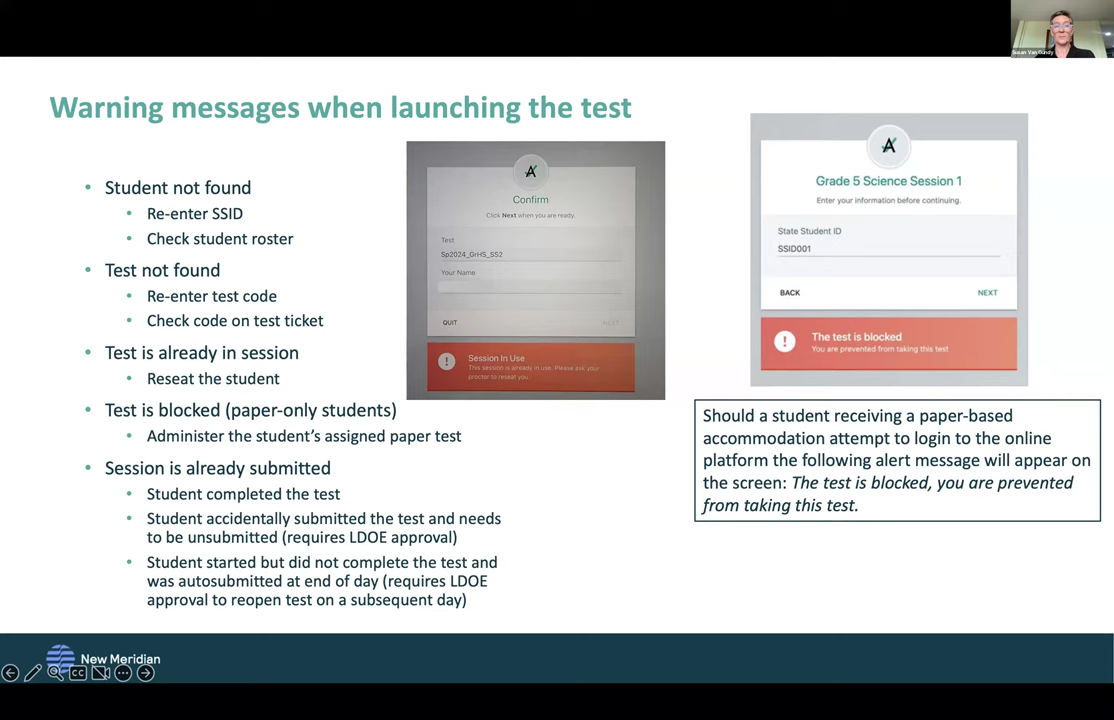 Susan Van Gundy
Warning messages when launching the test
• Student not found
• Re-enter SSID
• Check student roster
• Test not found
• Re-enter test code
• Check code on test ticket
• Test is already in session
• Reseat the student
• Test is blocked (paper-only students)
• Administer the student's assigned paper test
• Session is already submitted
• Student completed the test
• Student accidentally submitted the test and needs
to be unsubmitted (requires LDOE approval)
• Student started but did not complete the test and
was autosubmitted at end of day (requires LDOE
approval to reopen test on a subsequent day)
A
Confirm
Click Next when you are ready.
Test
Sp2024_GrHS_SS2
Your Name
QUIT
NEXT
!
Session In Use
This session is already in use. Please ask your
proctor to reseat you.
A
Grade 5 Science Session 1
Enter your information before continuing.
State Student ID
SSID001
BACK
NEXT
!
The test is blocked
You are prevented from taking this test
Should a student receiving a paper-based
accommodation attempt to login to the online
platform the following alert message will appear on
the screen: The test is blocked, you are prevented
from taking this test.
New Meridian
CC